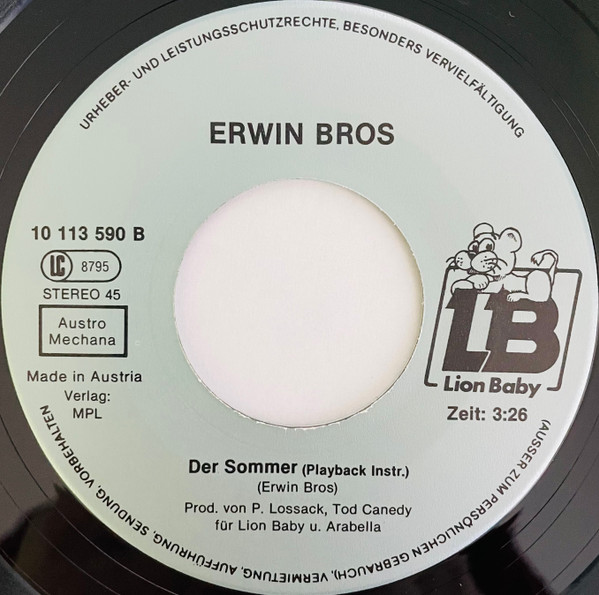 URHEBER- UND LEISTUNGSSCHUTZRECHTE, BESONDERS VERVIELFÄLTIGUNG
ERWIN BROS
10 113 590 B
LC 8795
STEREO 45
Austro
Mechana
Made in Austria
Verlag:
MPL
LB
Lion Baby
Zeit: 3:26
Der Sommer (Playback Instr.)
(Erwin Bros)
Prod. von P. Lossack, Tod Canedy
für Lion Baby u. Arabella
(AUSSER ZUM PERSÖNLICHEN GEBRAUCH), VERMIETUNG, AUFFÜHRUNG, SENDUNG, VORBEHALTEN